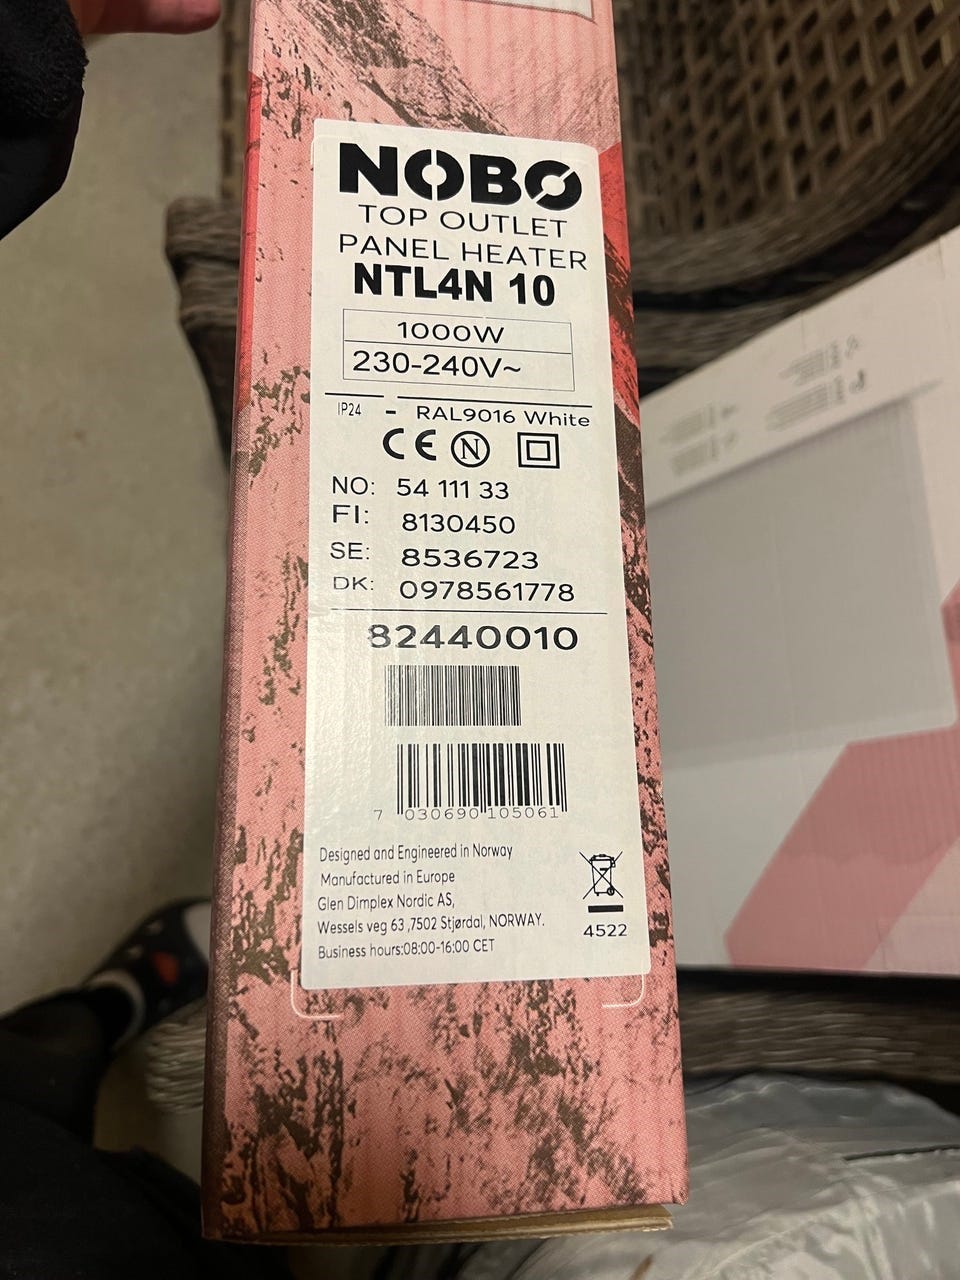 NOBØ
TOP OUTLET
PANEL HEATER
NTL4N 10
1000W
230-240V~
IP24 - RAL9016 White
CE N
NO: 54 111 33
FI: 8130450
SE: 8536723
DK: 0978561778
82440010
7 030690 105061
Designed and Engineered in Norway
Manufactured in Europe
Glen Dimplex Nordic AS,
Wessels veg 63 ,7502 Stjørdal, NORWAY.
Business hours:08:00-16:00 CET
4522